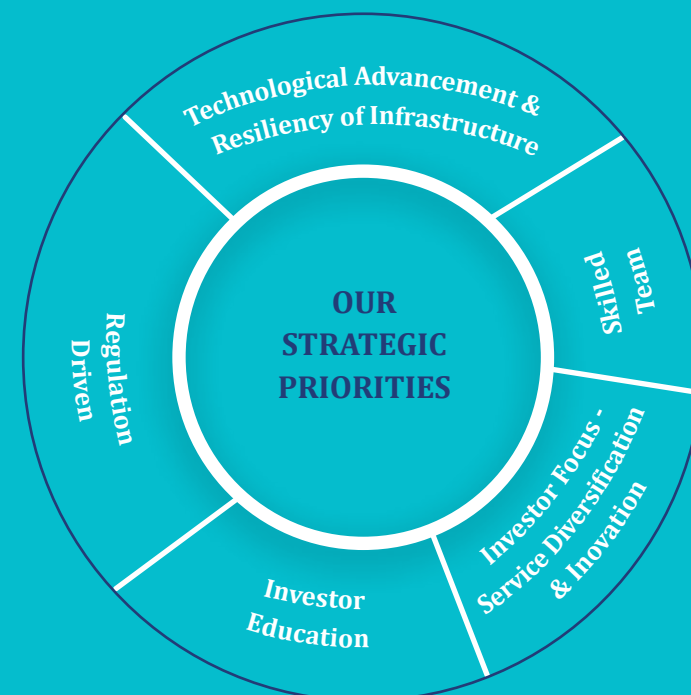 Technological Advancement &
Resiliency of Infrastructure
Skilled
Team
Investor Focus -
Service Diversification
& Inovation
Investor
Education
Regulation
Driven
OUR
STRATEGIC
PRIORITIES